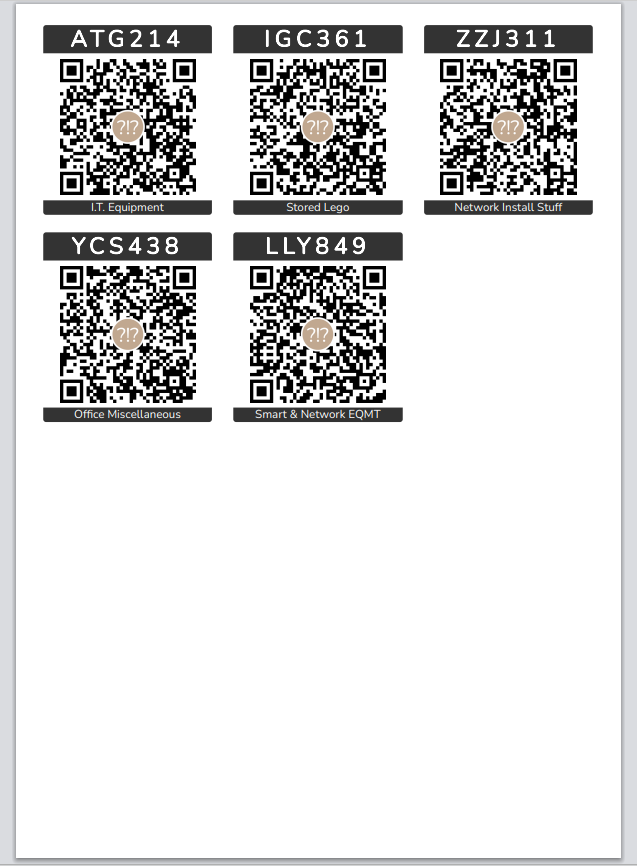 ATG214
?!?
I.T. Equipment
IGC361
?!?
Stored Lego
ZZJ311
?!?
Network Install Stuff
YCS438
?!?
Office Miscellaneous
LLY849
?!?
Smart & Network EQMT